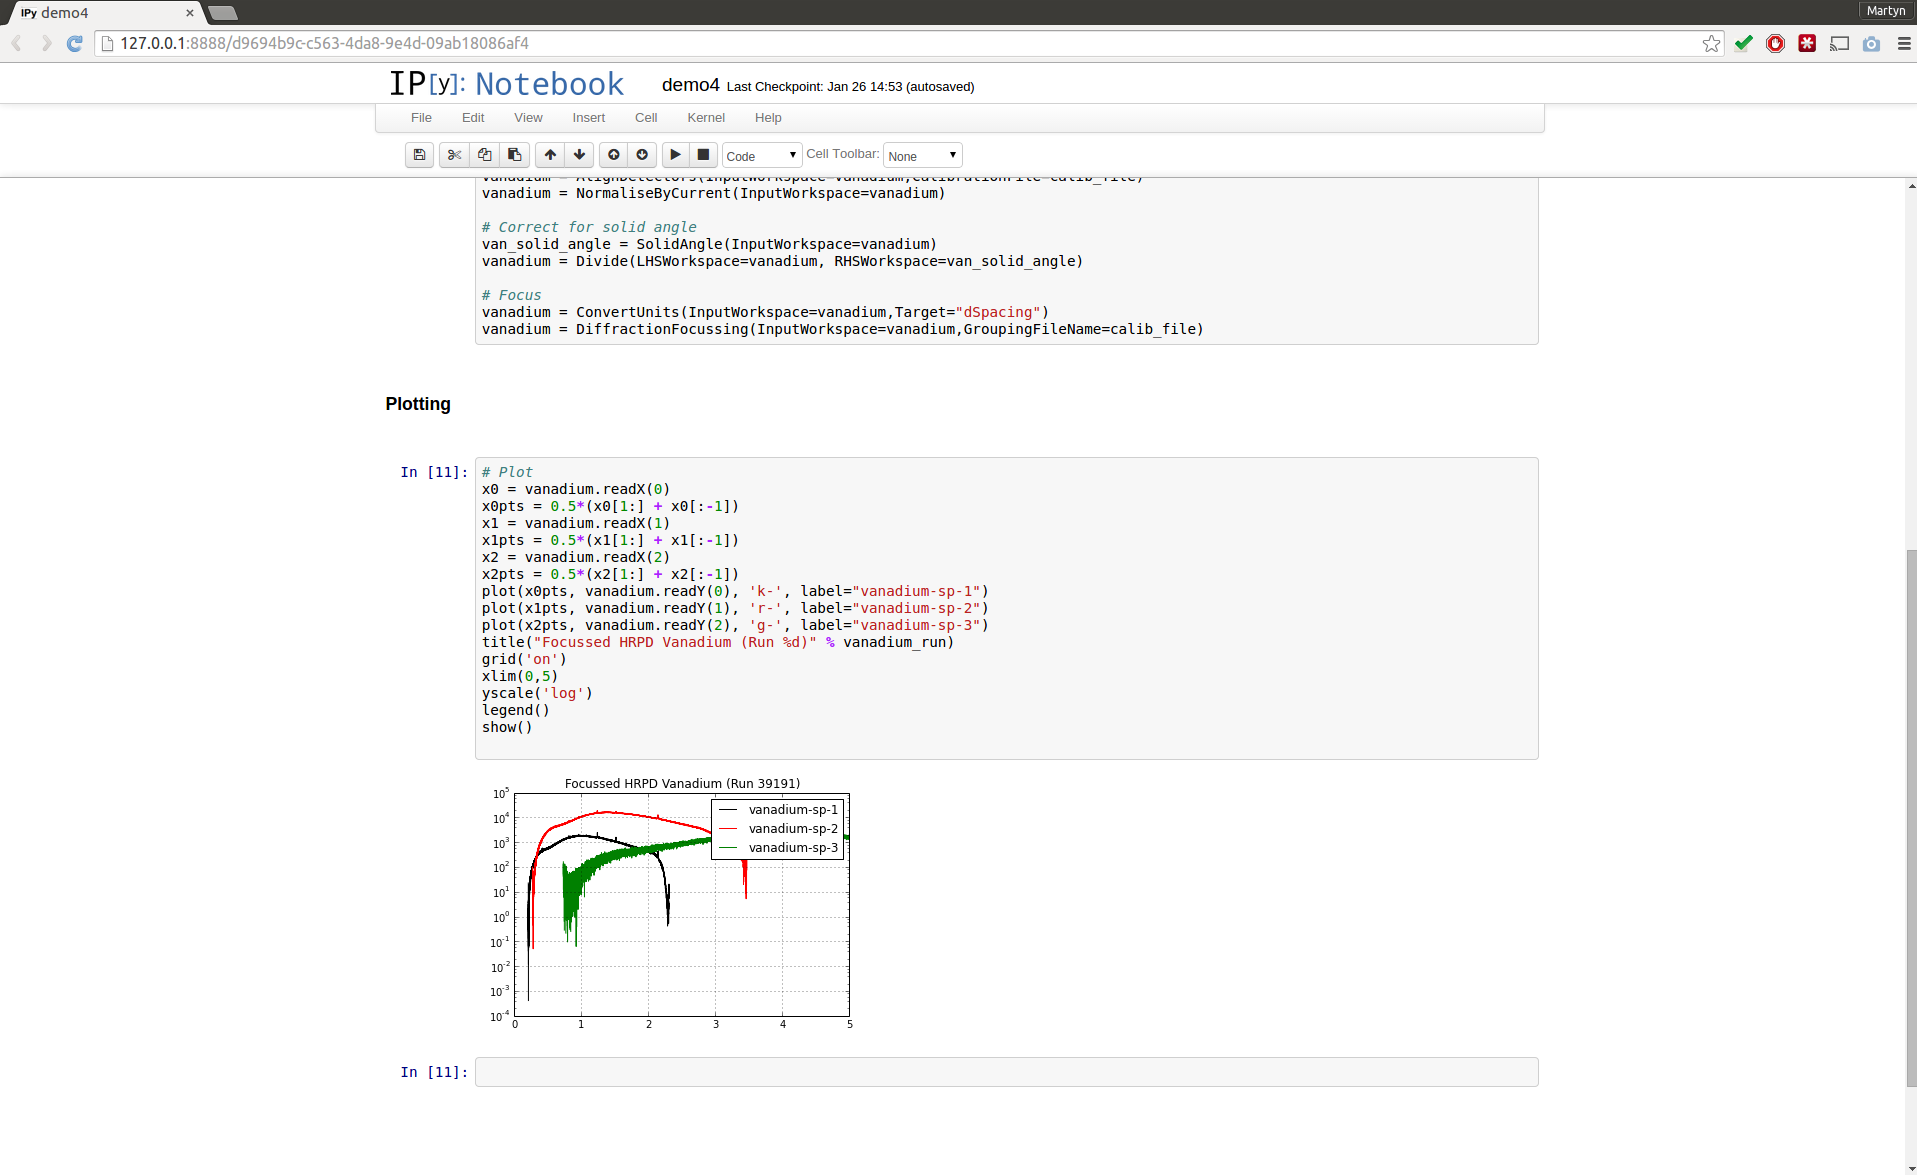 IPy demo4
Martyn
127.0.0.1:8888/d9694b9c-c563-4da8-9e4d-09ab18086af4
IP[y]: Notebook demo4 Last Checkpoint: Jan 26 14:53 (autosaved)
File Edit View Insert Cell Kernel Help
Code Cell Toolbar: None
vanadium = AlignDetectors(InputWorkspace=vanadium,CalibrationFile=calib_file)
vanadium = NormaliseByCurrent(InputWorkspace=vanadium)
# Correct for solid angle
van_solid_angle = SolidAngle(InputWorkspace=vanadium)
vanadium = Divide(LHSWorkspace=vanadium, RHSWorkspace=van_solid_angle)
# Focus
vanadium = ConvertUnits(InputWorkspace=vanadium,Target="dSpacing")
vanadium = DiffractionFocussing(InputWorkspace=vanadium,GroupingFileName=calib_file)
Plotting
In [11]:
# Plot
x0 = vanadium.readX(0)
x0pts = 0.5*(x0[1:] + x0[:-1])
x1 = vanadium.readX(1)
x1pts = 0.5*(x1[1:] + x1[:-1])
x2 = vanadium.readX(2)
x2pts = 0.5*(x2[1:] + x2[:-1])
plot(x0pts, vanadium.readY(0), 'k-', label="vanadium-sp-1")
plot(x1pts, vanadium.readY(1), 'r-', label="vanadium-sp-2")
plot(x2pts, vanadium.readY(2), 'g-', label="vanadium-sp-3")
title("Focussed HRPD Vanadium (Run %d)" % vanadium_run)
grid('on')
xlim(0,5)
yscale('log')
legend()
show()
Focussed HRPD Vanadium (Run 39191)
10^5
10^4
10^3
10^2
10^1
10^0
10^-1
10^-2
10^-3
10^-4
vanadium-sp-1
vanadium-sp-2
vanadium-sp-3
0 1 2 3 4 5
In [11]: